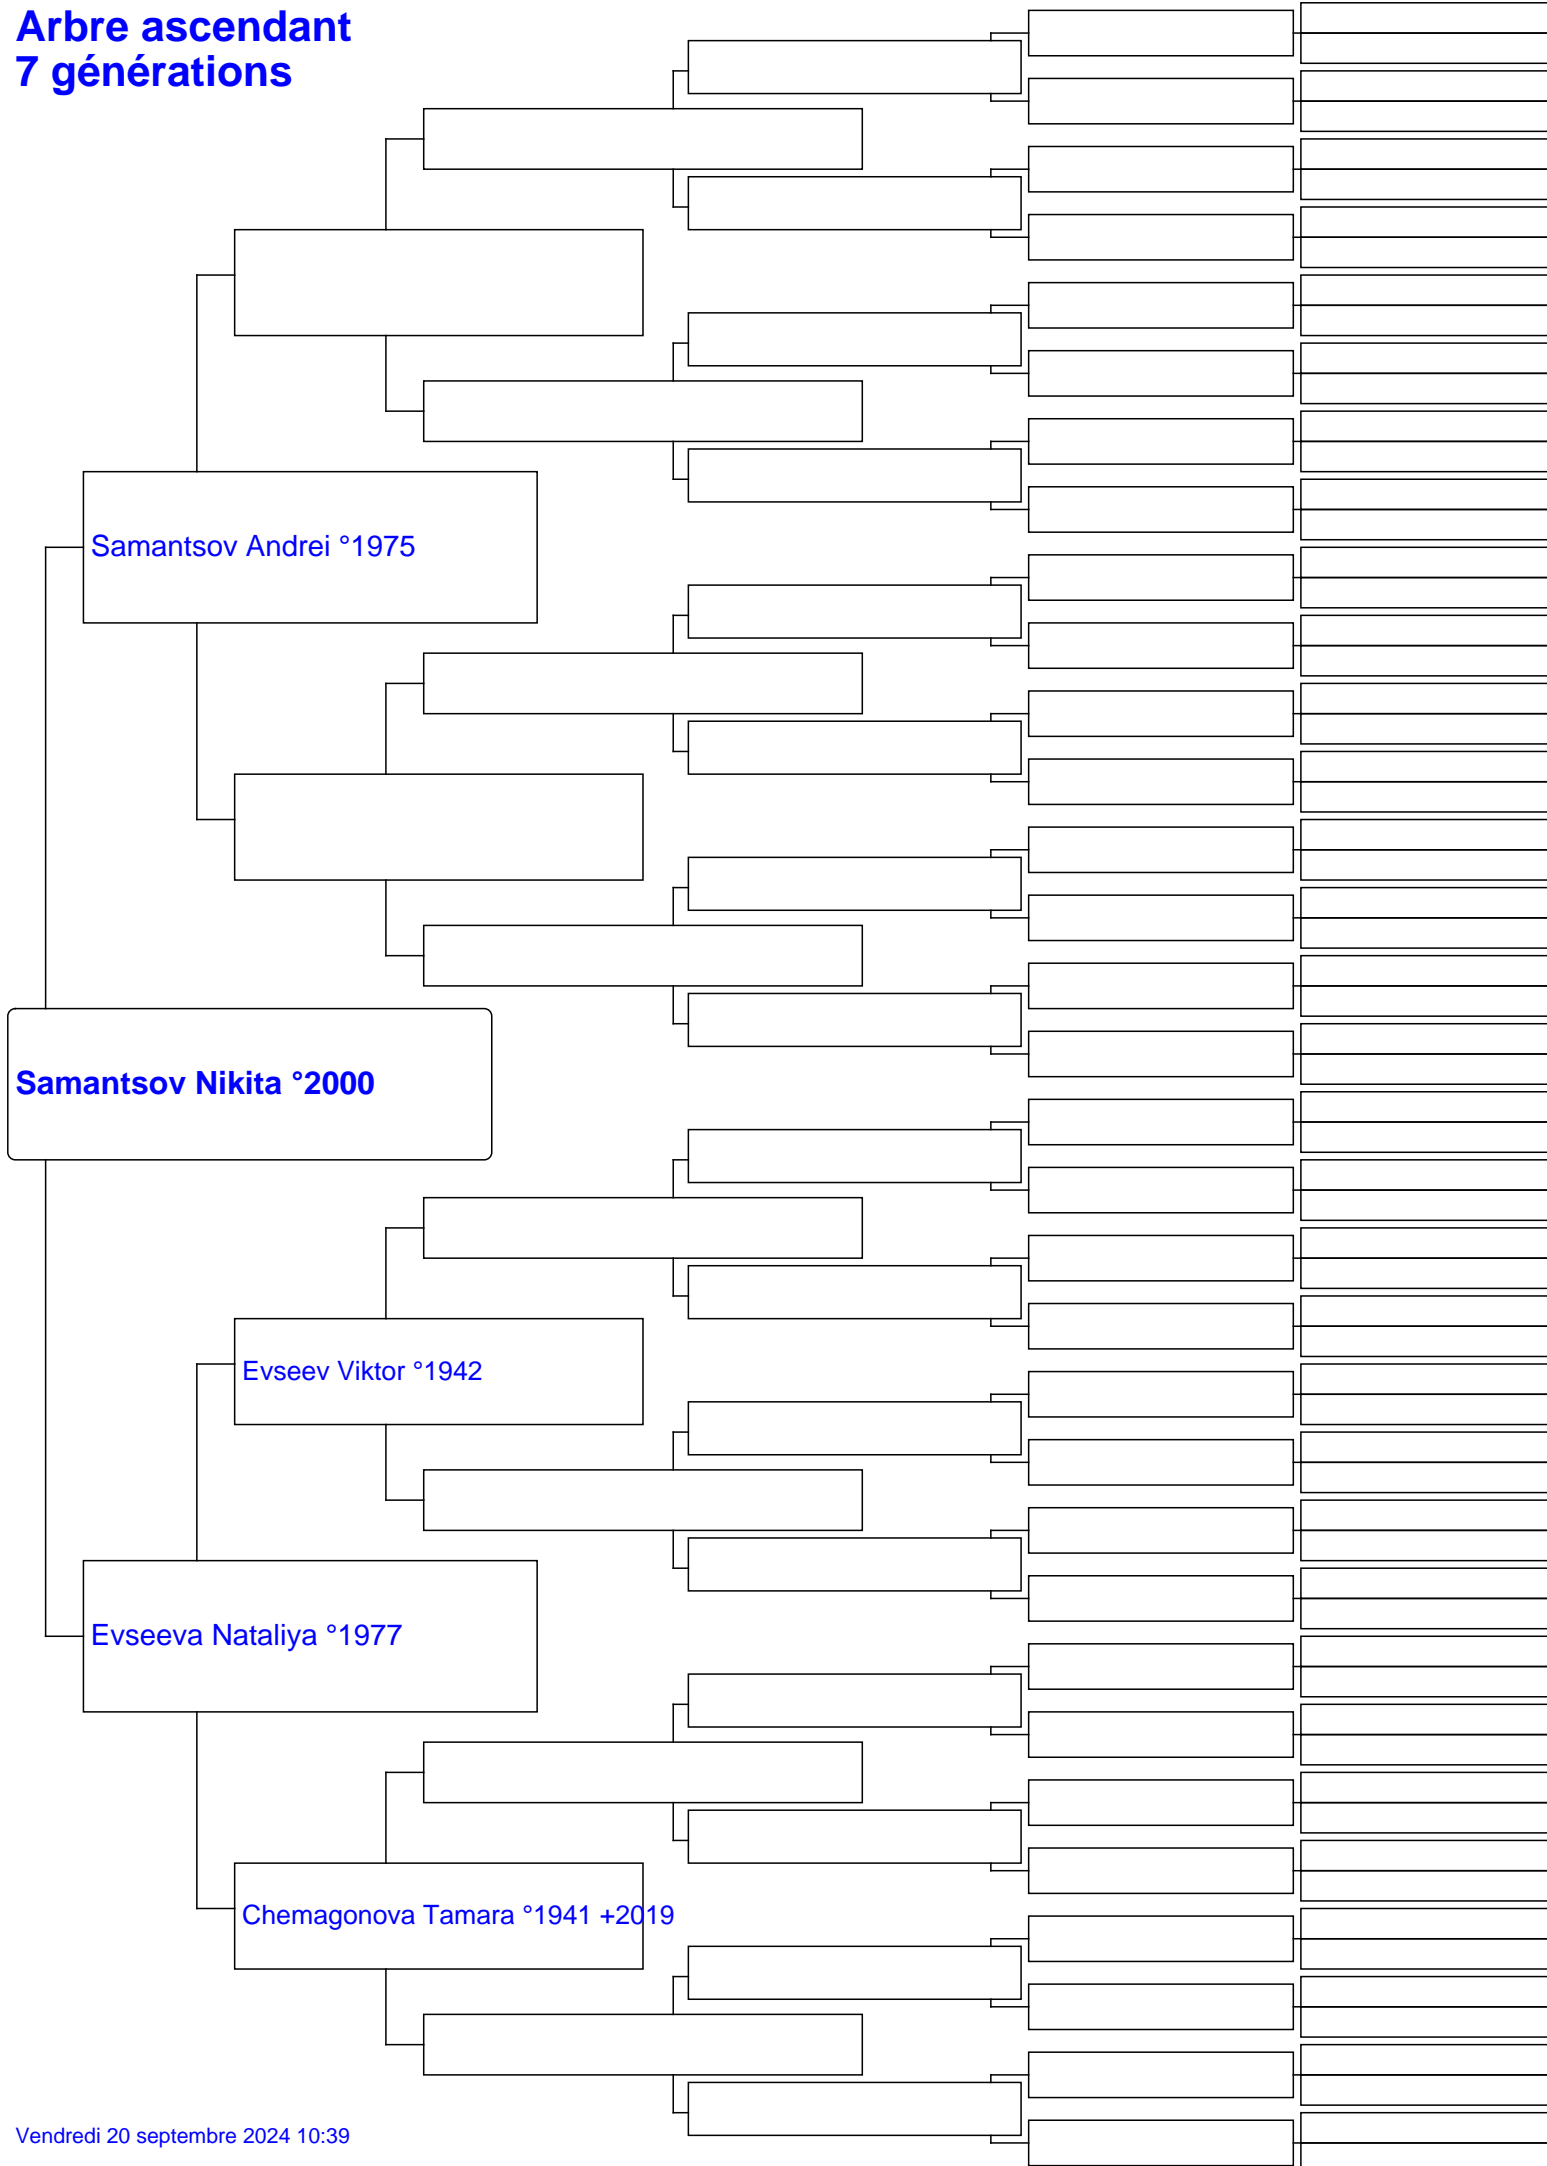 Arbre ascendant
7 générations
Samantsov Andrei °1975
Samantsov Nikita °2000
Evseev Viktor °1942
Evseeva Nataliya °1977
Chemagonova Tamara °1941 +2019
Vendredi 20 septembre 2024 10:39